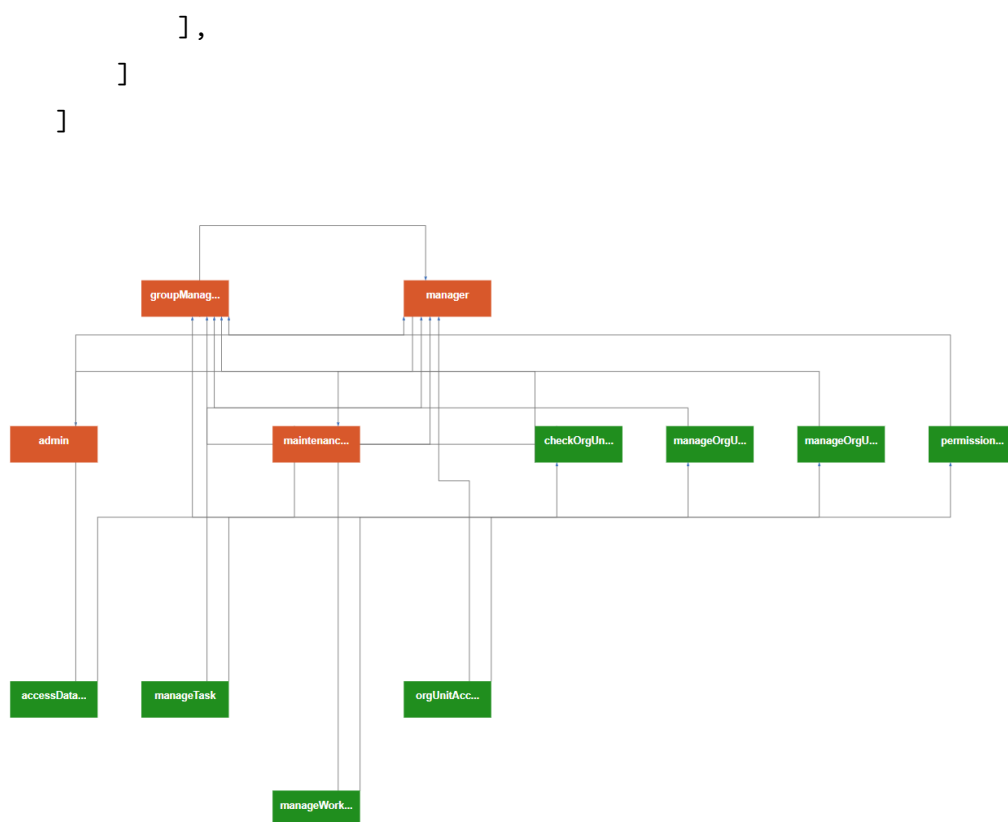 ],
]
]
groupManag...
manager
admin
maintenanc...
checkOrgUn...
manageOrgU...
manageOrgU...
permission...
accessData...
manageTask
orgUnitAcc...
manageWork...